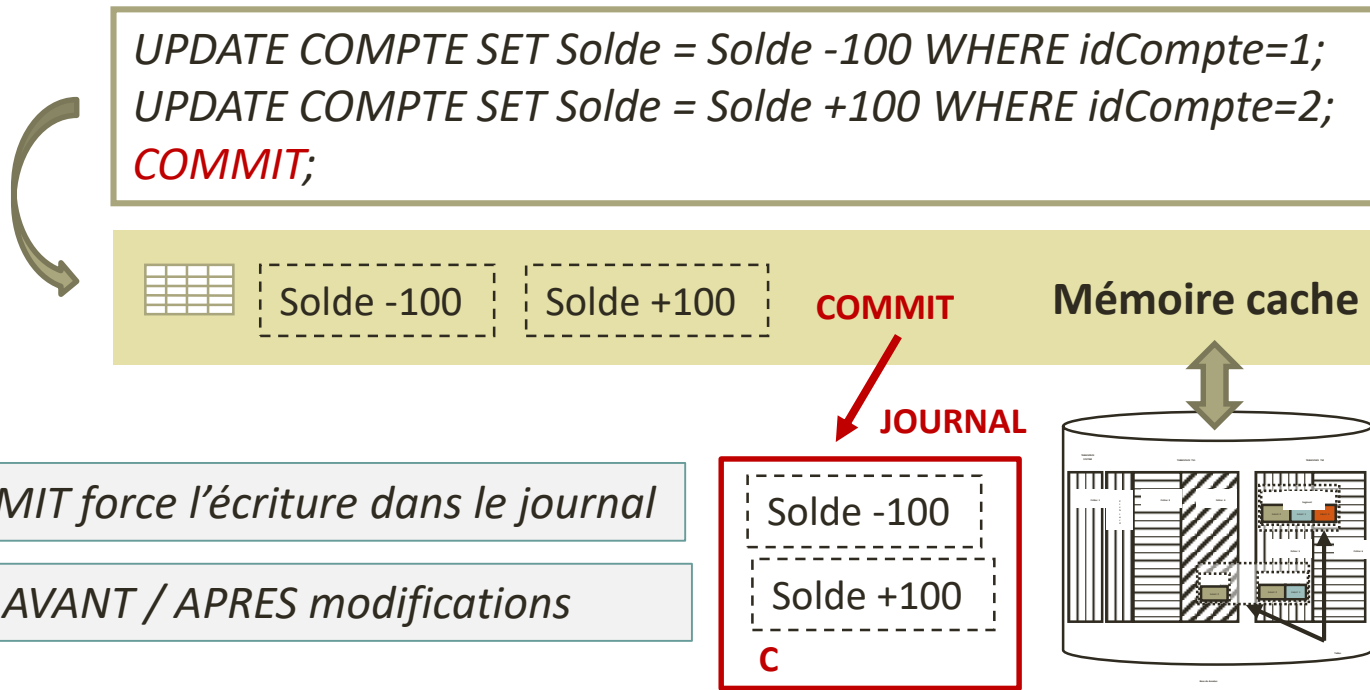 UPDATE COMPTE SET Solde = Solde -100 WHERE idCompte=1;
UPDATE COMPTE SET Solde = Solde +100 WHERE idCompte=2;
COMMIT;
Solde -100
Solde +100
COMMIT
Mémoire cache
JOURNAL
MIT force l’écriture dans le journal
AVANT / APRES modifications
Solde -100
Solde +100
C